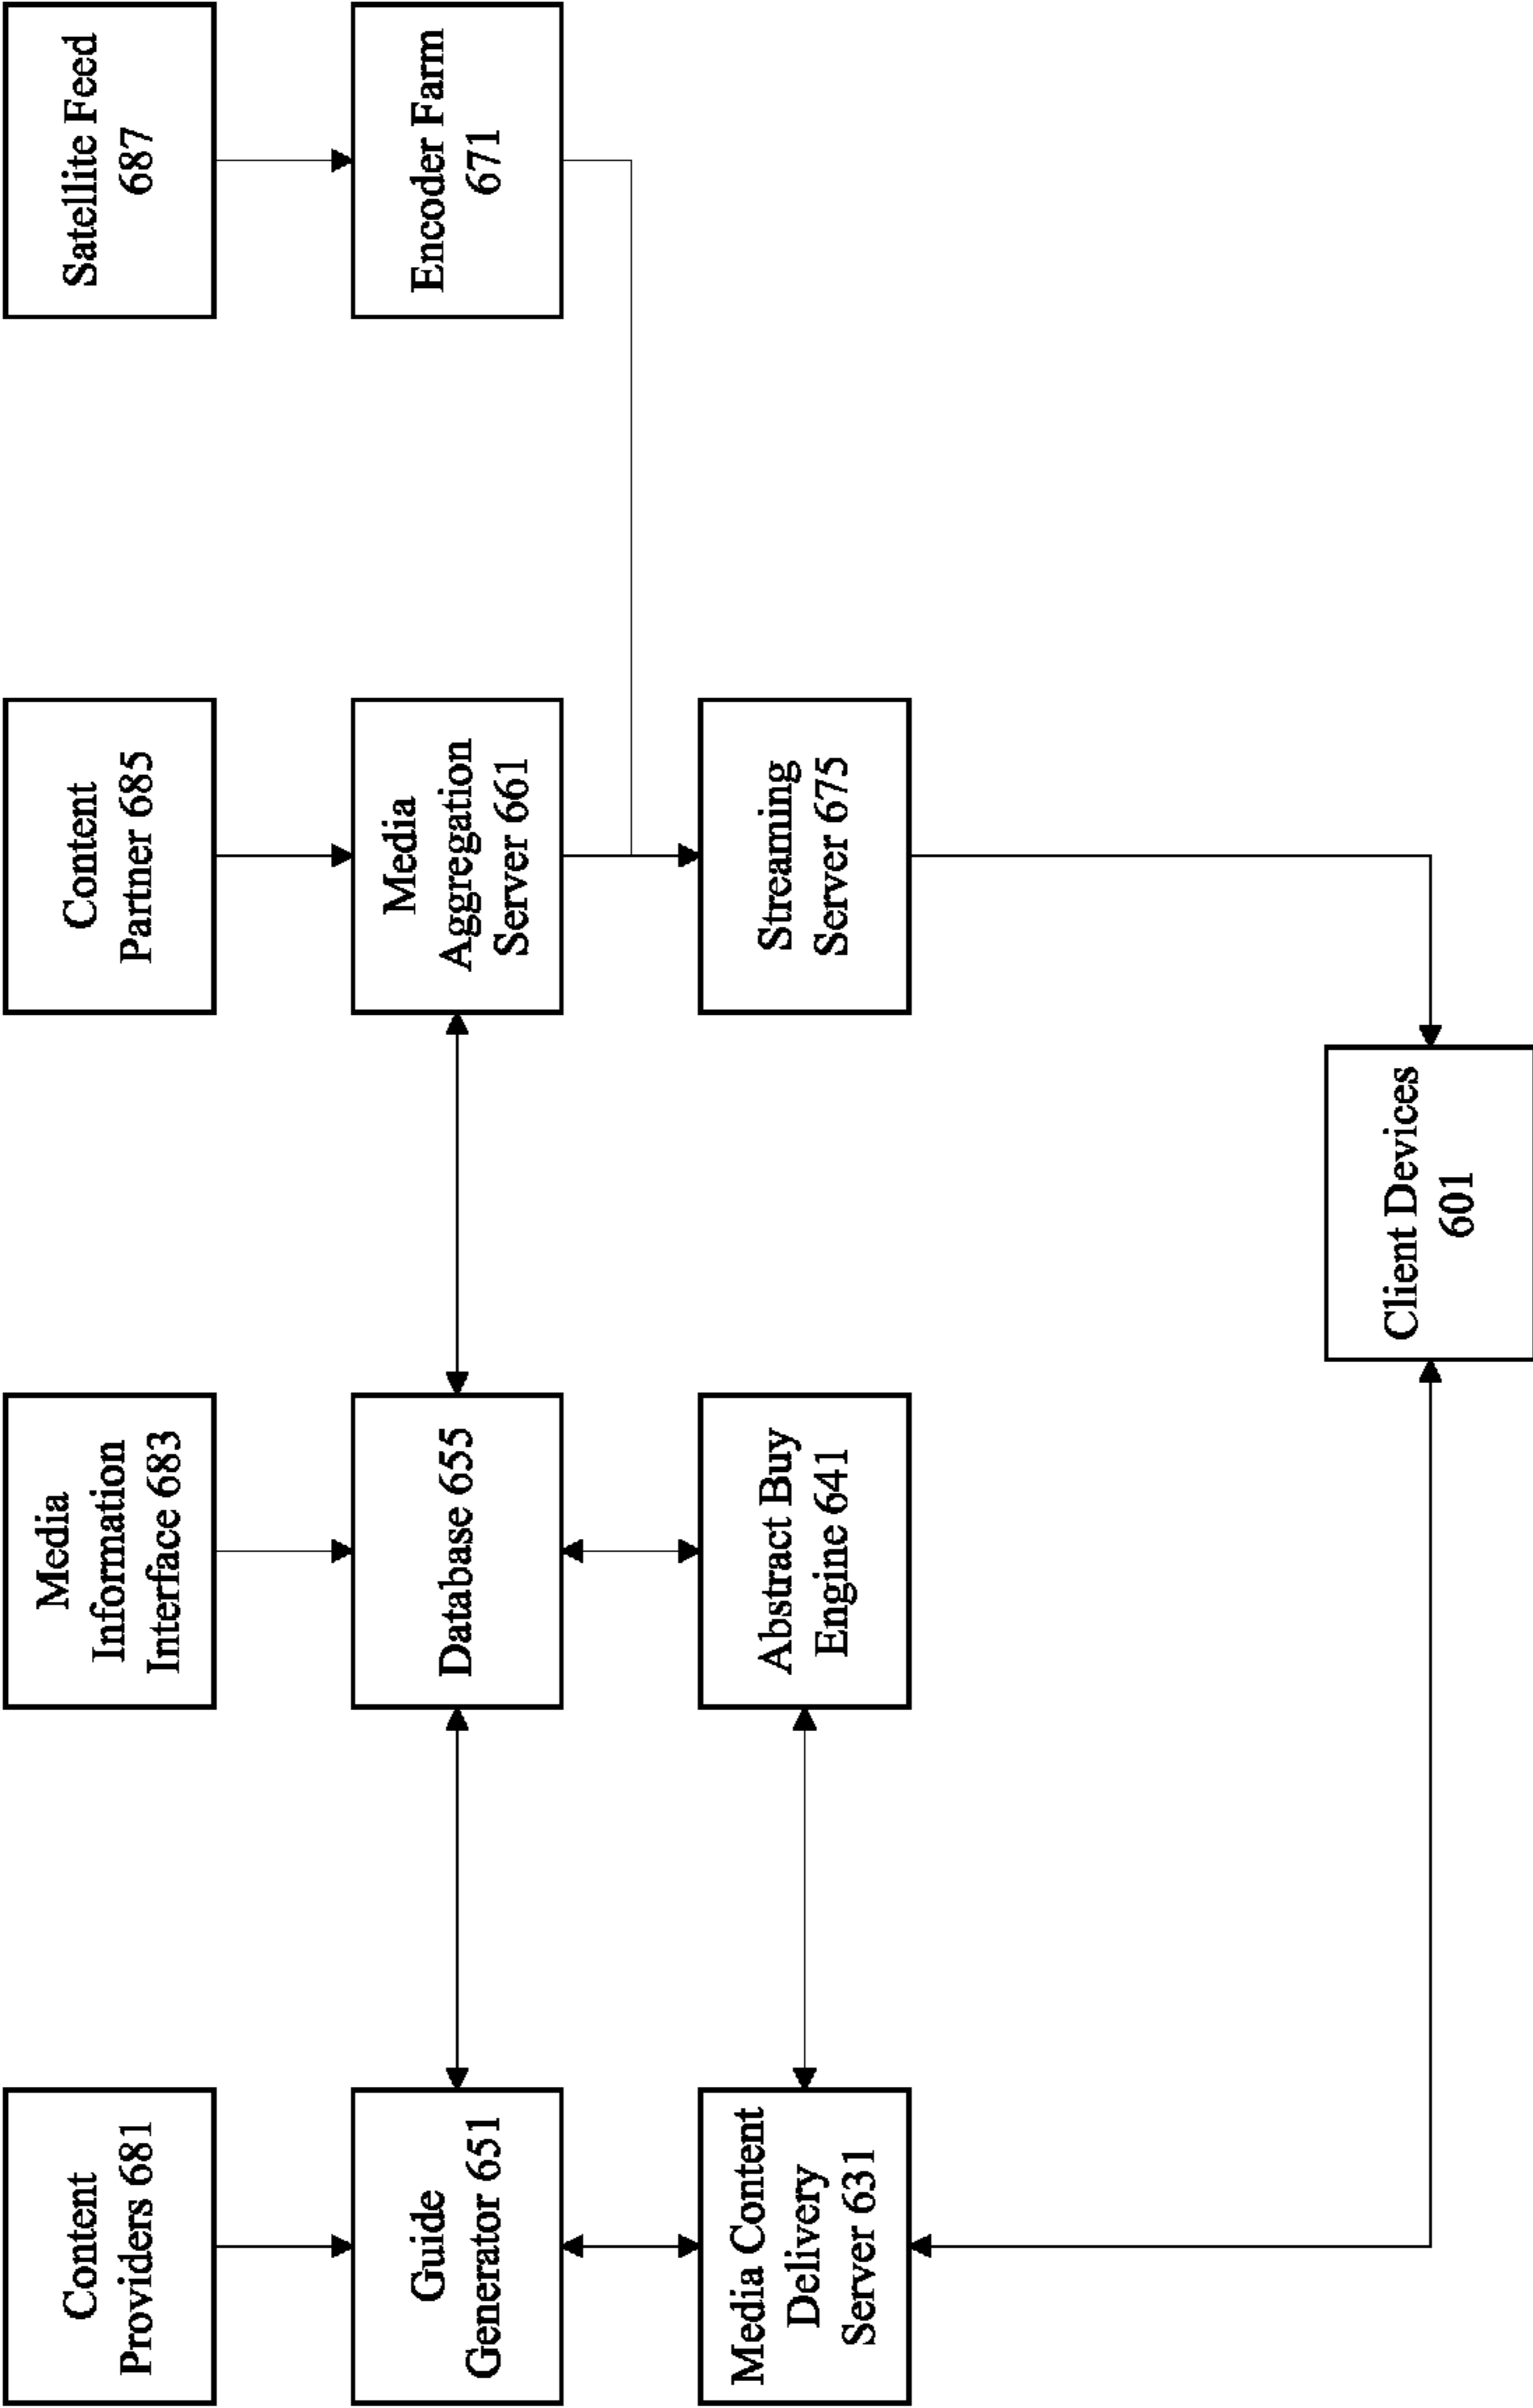 Content
Providers 681
Media
Information
Interface 683
Content
Partner 685
Satellite Feed
687
Guide
Generator 651
Database 655
Media
Aggregation
Server 661
Encoder Farm
671
Media Content
Delivery
Server 631
Abstract Buy
Engine 641
Streaming
Server 675
Client Devices
601